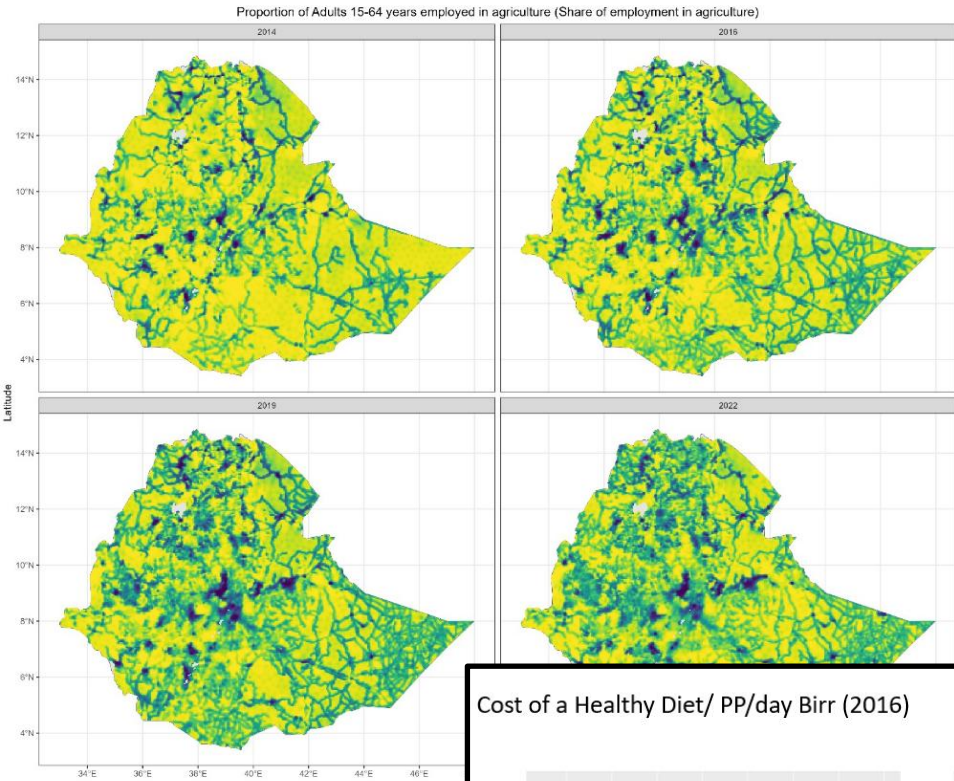 Proportion of Adults 15-64 years employed in agriculture (Share of employment in agriculture)
2014
2016
14°N
12°N
10°N
8°N
6°N
4°N
Latitude
2019
2022
14°N
12°N
10°N
8°N
6°N
4°N
34°E 36°E 38°E 40°E 42°E 44°E 46°E
Cost of a Healthy Diet/ PP/day Birr (2016)